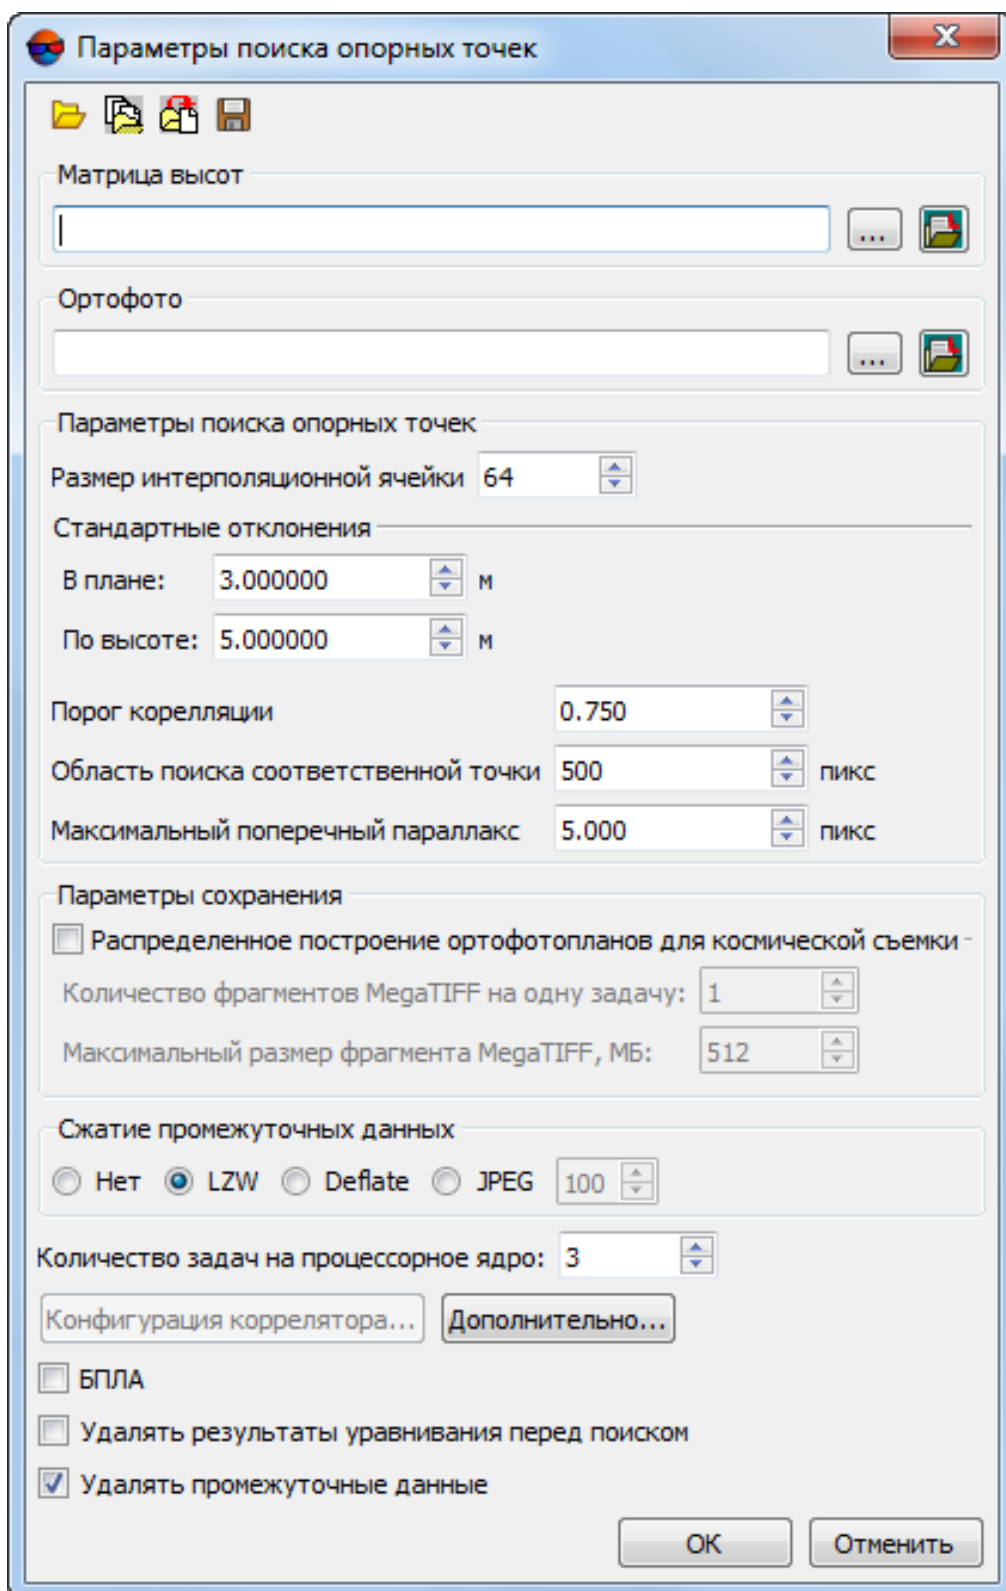 Параметры поиска опорных точек
Матрица высот
...
Ортофото
...
Параметры поиска опорных точек
Размер интерполяционной ячейки 64
Стандартные отклонения
В плане: 3.000000 м
По высоте: 5.000000 м
Порог корелляции 0.750
Область поиска соответственной точки 500 пикс
Максимальный поперечный параллакс 5.000 пикс
Параметры сохранения
Распределенное построение ортофотопланов для космической съемки
Количество фрагментов MegaTIFF на одну задачу: 1
Максимальный размер фрагмента MegaTIFF, МБ: 512
Сжатие промежуточных данных
Нет LZW Deflate JPEG 100
Количество задач на процессорное ядро: 3
Конфигурация коррелятора... Дополнительно...
БПЛА
Удалять результаты уравнивания перед поиском
Удалять промежуточные данные
ОК Отменить